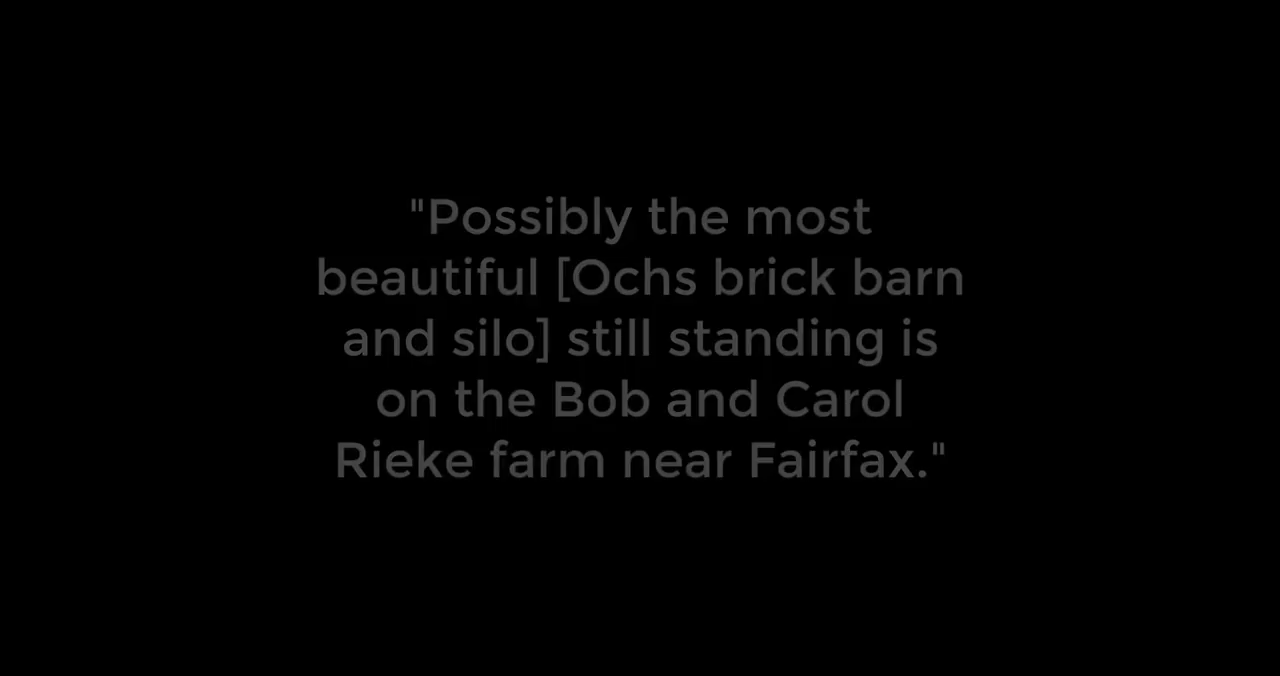 "Possibly the most
beautiful [Ochs brick barn
and silo] still standing is
on the Bob and Carol
Rieke farm near Fairfax."